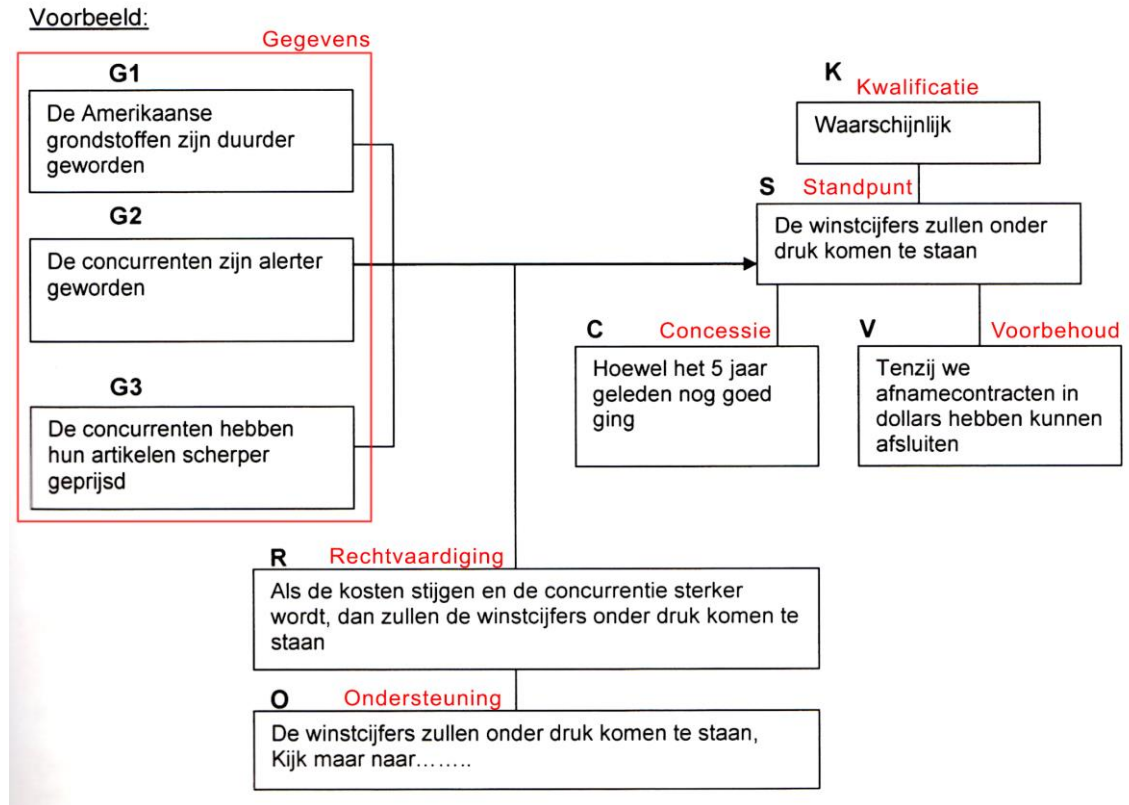 Voorbeeld:
Gegevens
G1
De Amerikaanse
grondstoffen zijn duurder
geworden
G2
De concurrenten zijn alerter
geworden
G3
De concurrenten hebben
hun artikelen scherper
geprijsd
K
Kwalificatie
Waarschijnlijk
S Standpunt
De winstcijfers zullen onder
druk komen te staan
C Concessie
Hoewel het 5 jaar
geleden nog goed
ging
V Voorbehoud
Tenzij we
afnamecontracten in
dollars hebben kunnen
afsluiten
R Rechtvaardiging
Als de kosten stijgen en de concurrentie sterker
wordt, dan zullen de winstcijfers onder druk komen te
staan
O Ondersteuning
De winstcijfers zullen onder druk komen te staan,
Kijk maar naar……..